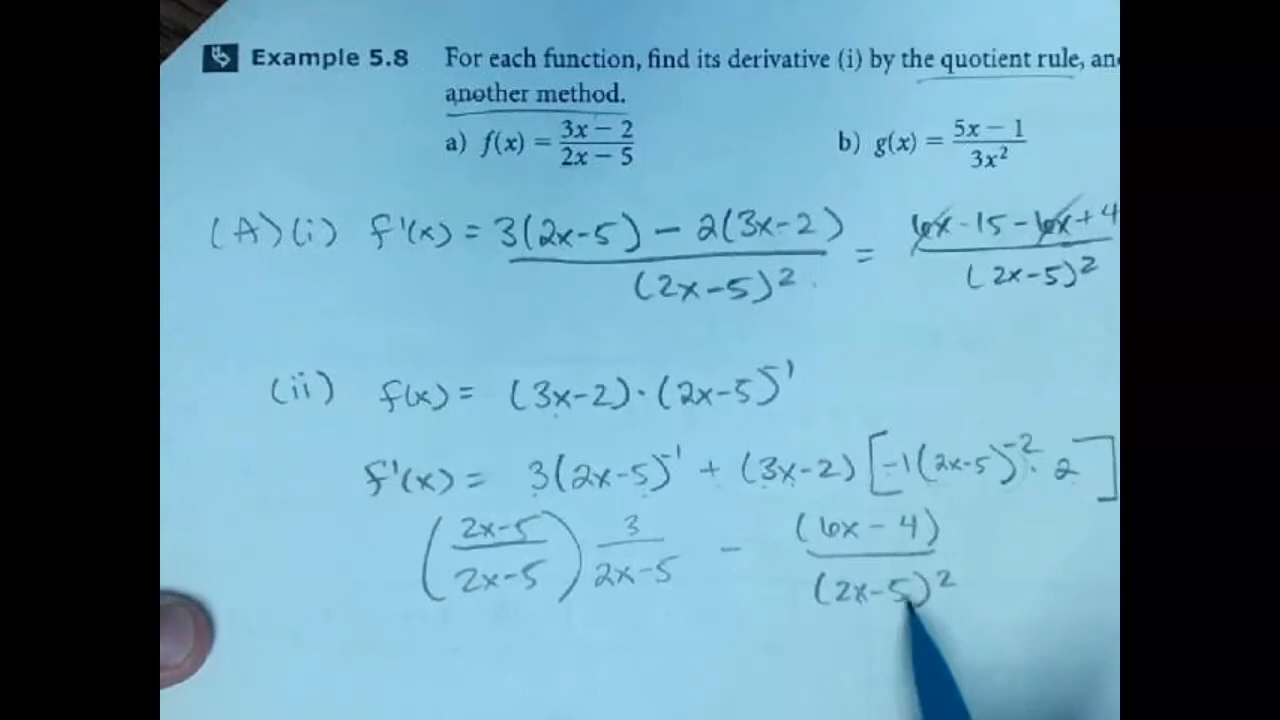 Example 5.8 For each function, find its derivative (i) by the quotient rule, an
another method.
a) f(x) = (3x − 2)/(2x − 5) b) g(x) = (5x − 1)/(3x²)
(A)(i) f'(x) = (3(2x-5) - 2(3x-2))/((2x-5)²) = (6x -15 - 6x + 4)/((2x-5)²)
(ii) f(x) = (3x-2)·(2x-5)⁻¹
f'(x) = 3(2x-5)⁻¹ + (3x-2)[-1(2x-5)⁻²·2]
((2x-5)/(2x-5)) 3/(2x-5) - (6x-4)/((2x-5)²)